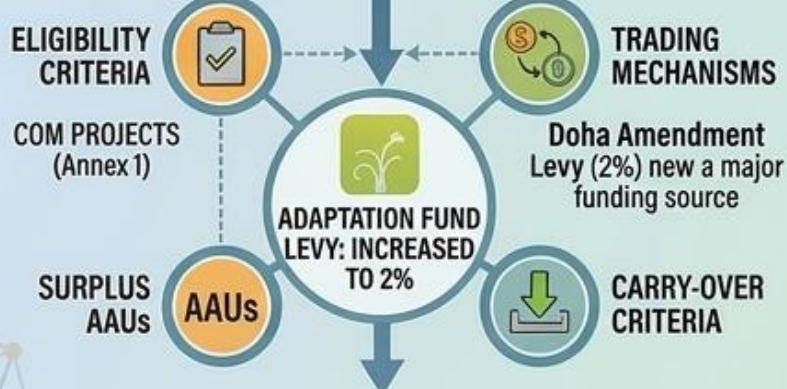 ELIGIBILITY
CRITERIA
COM PROJECTS
(Annex 1)
TRADING
MECHANISMS
Doha Amendment
Levy (2%) new a major
funding source
ADAPTATION FUND
LEVY: INCREASED
TO 2%
SURPLUS
AAUs
AAUs
CARRY-OVER
CRITERIA